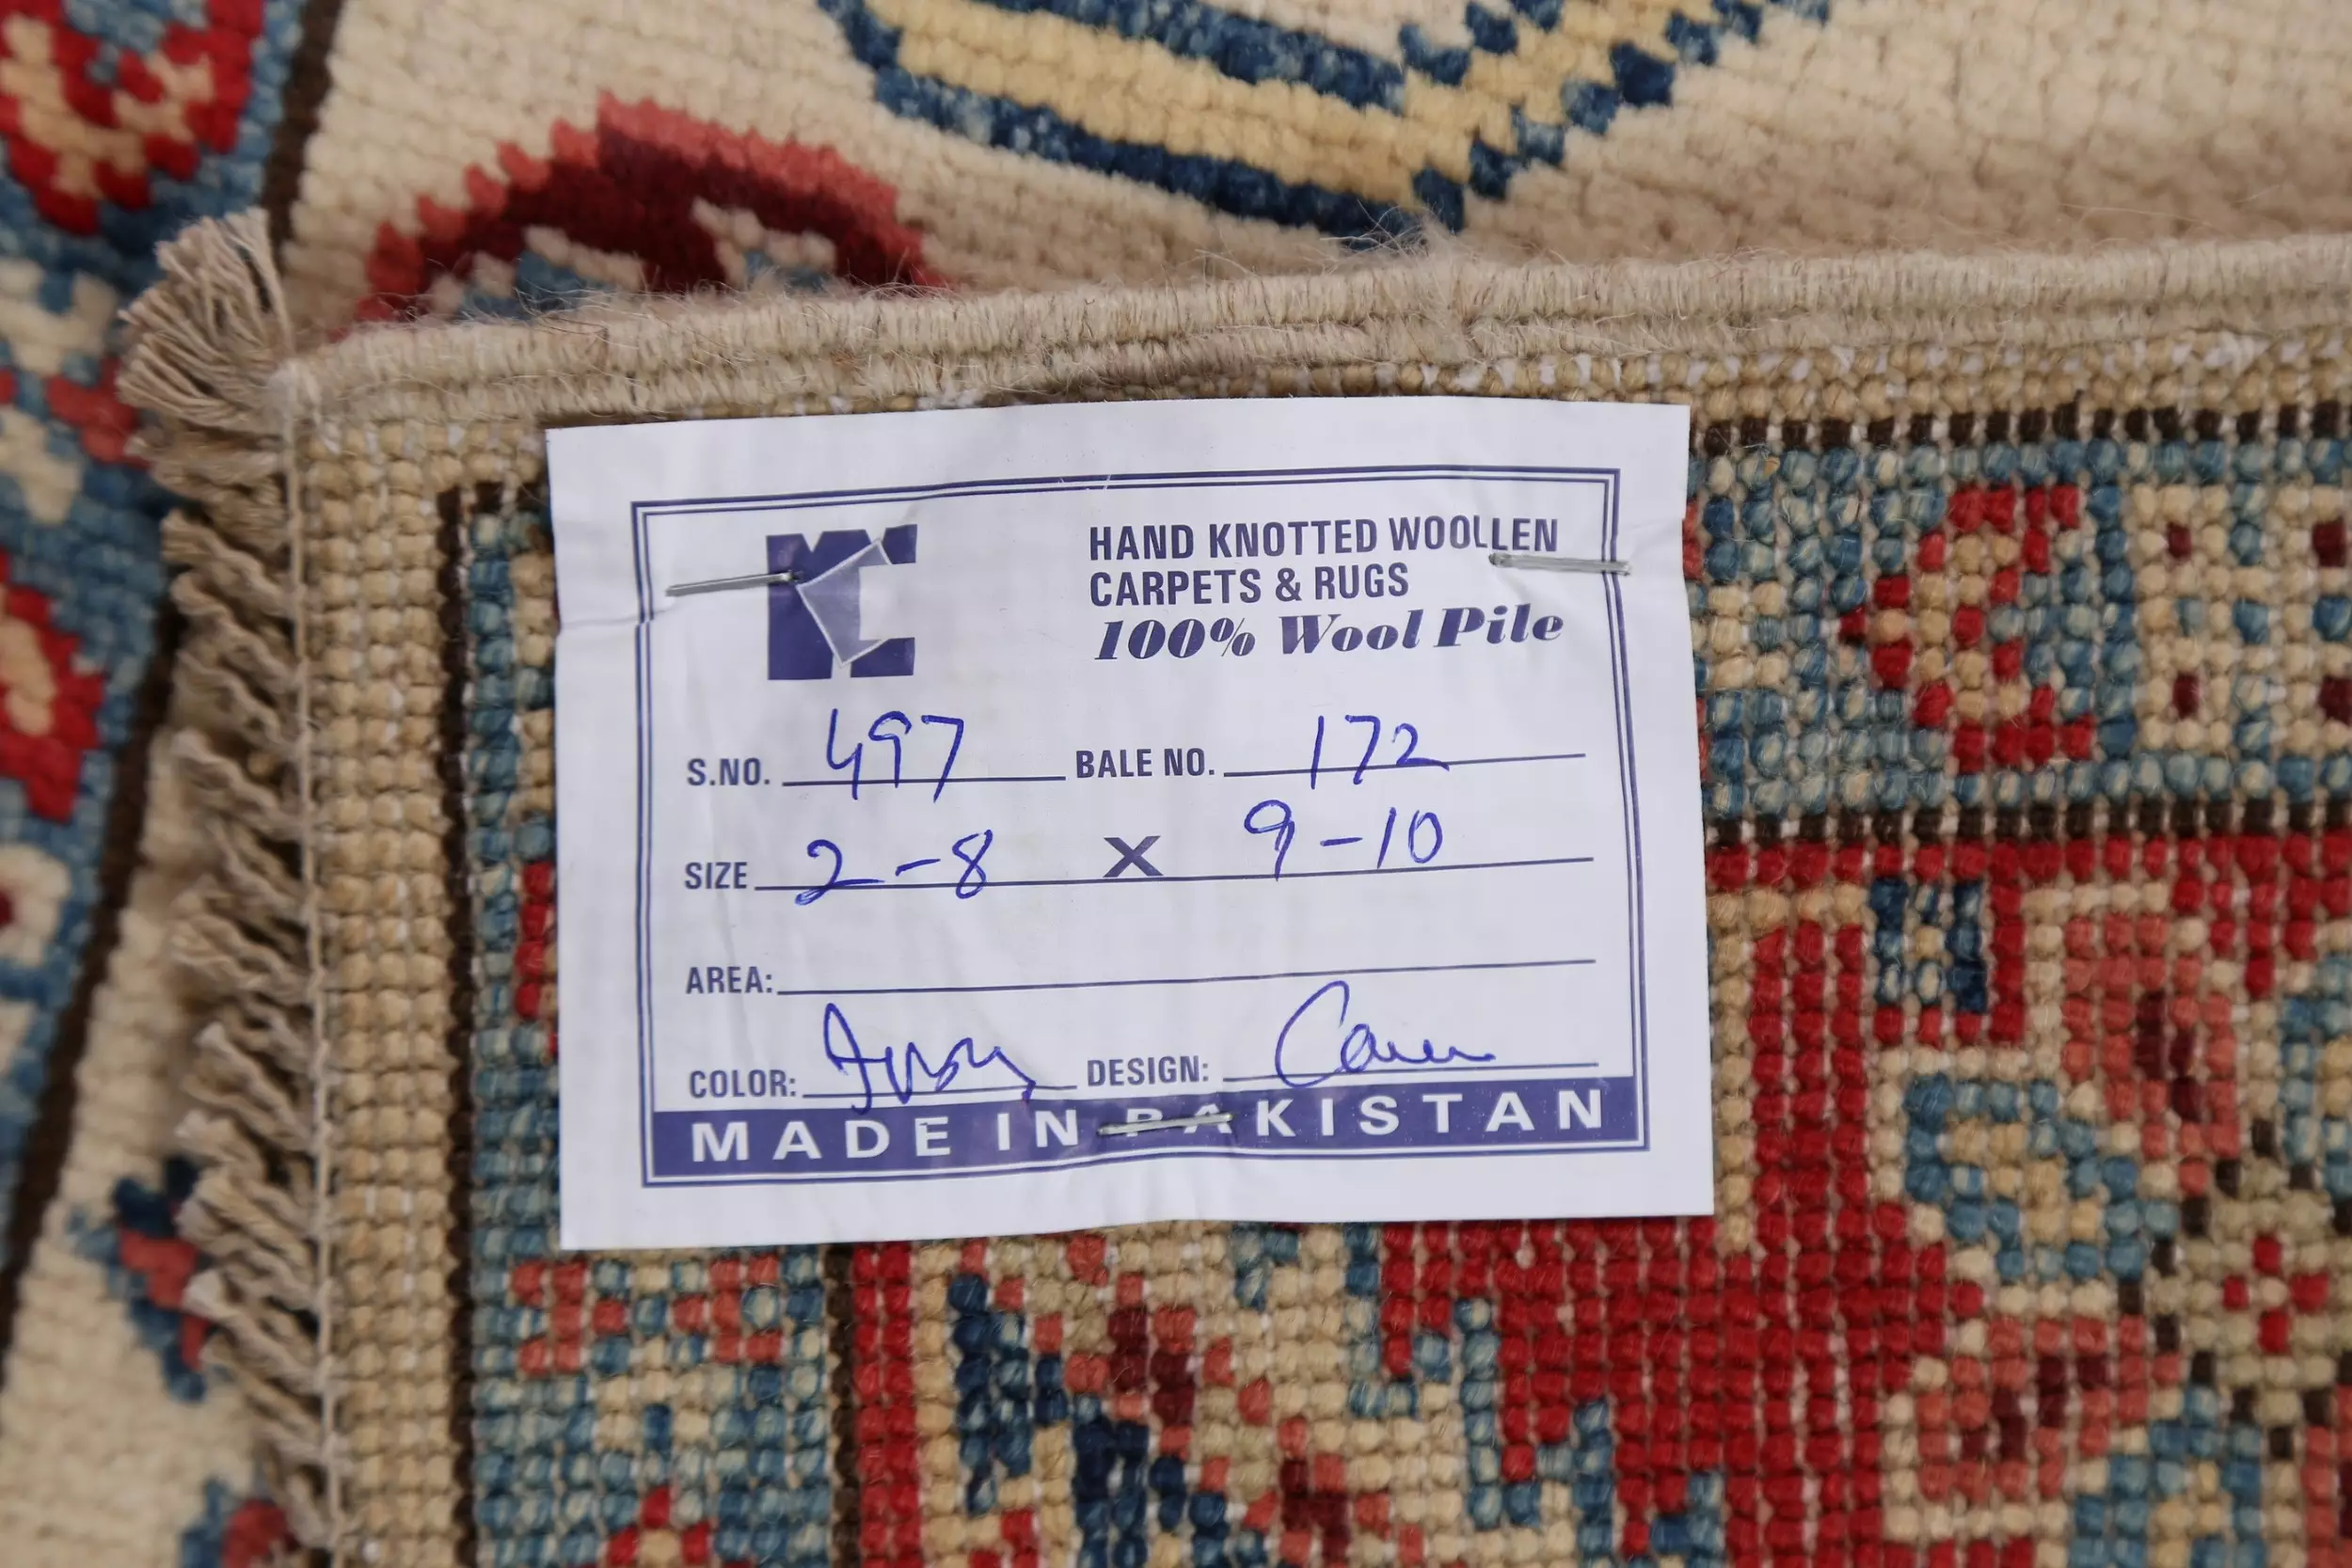 HAND KNOTTED WOOLLEN
CARPETS & RUGS
100% Wool Pile
S.NO. 497 BALE NO. 172
SIZE 2-8 X 9-10
AREA:
COLOR: Ivory DESIGN:
MADE IN PAKISTAN